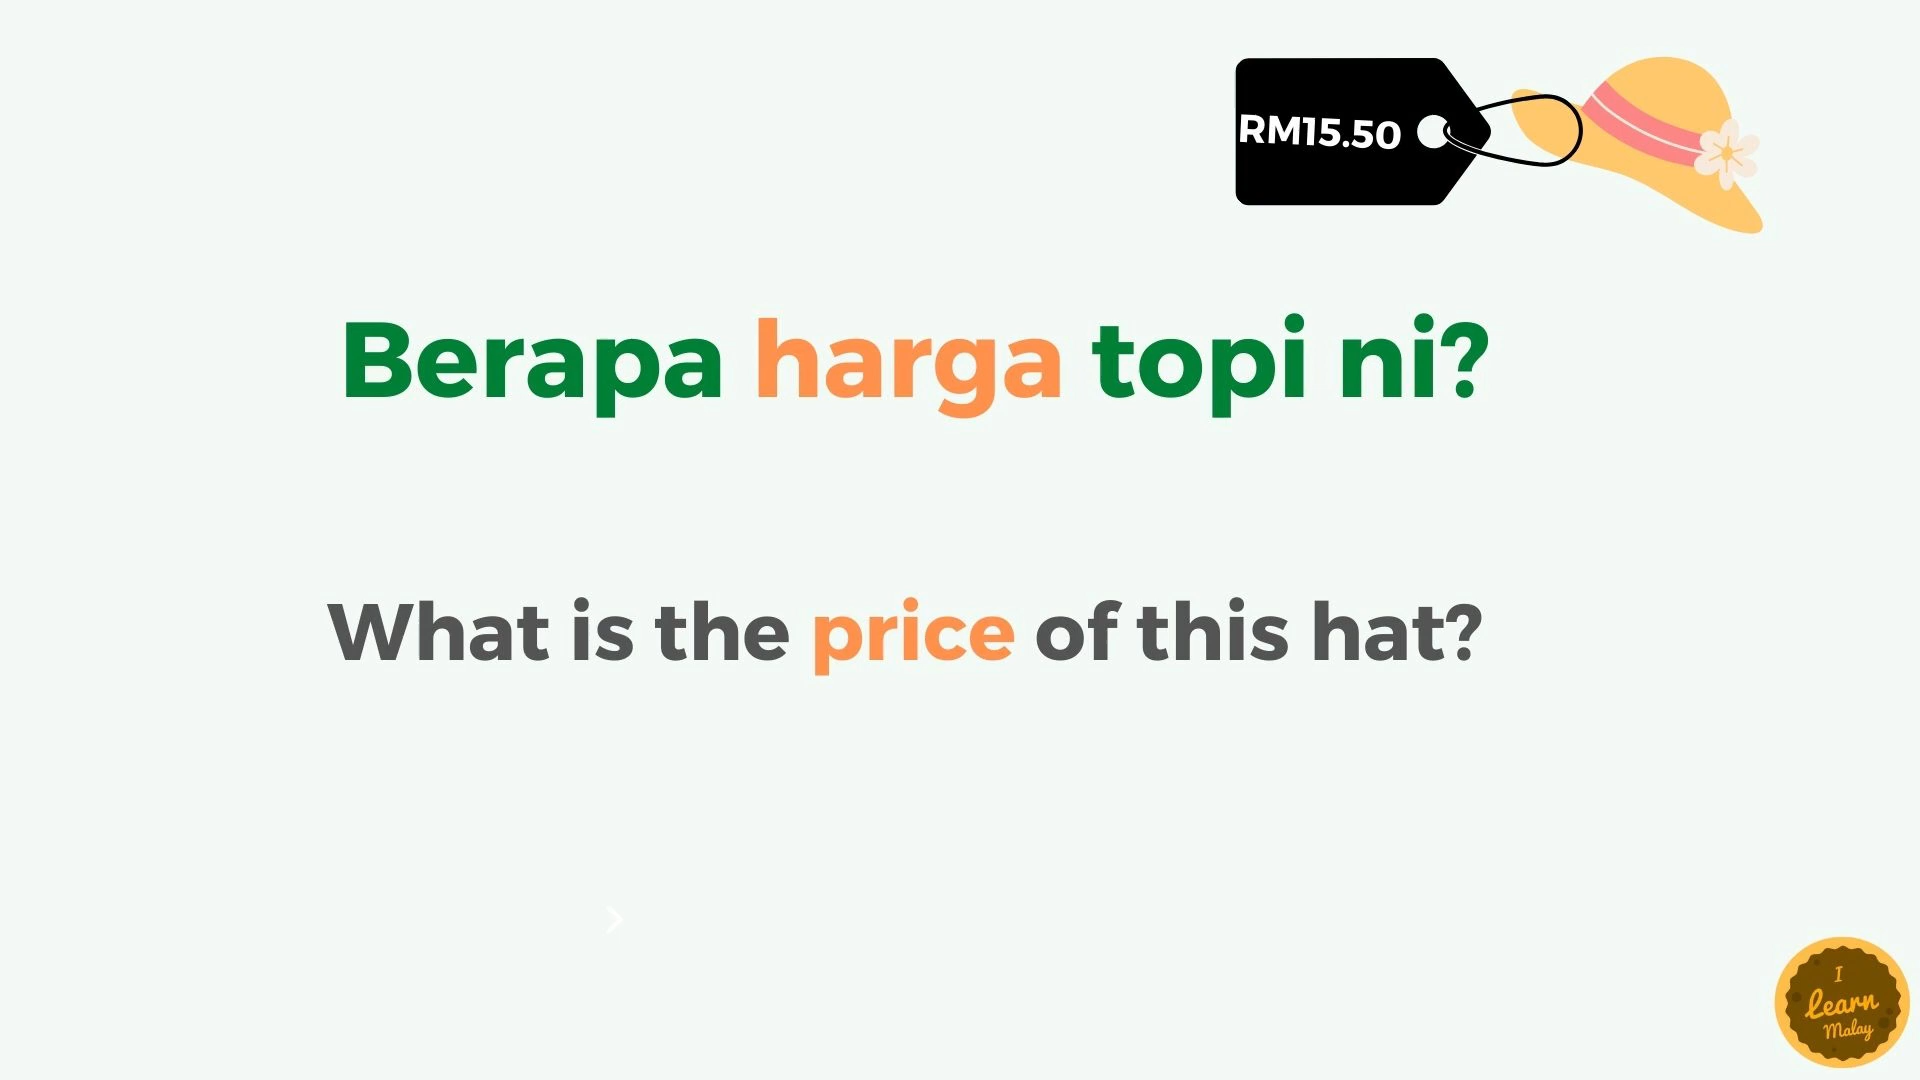 RM15.50
Berapa harga topi ni?
What is the price of this hat?
I
Learn
Malay